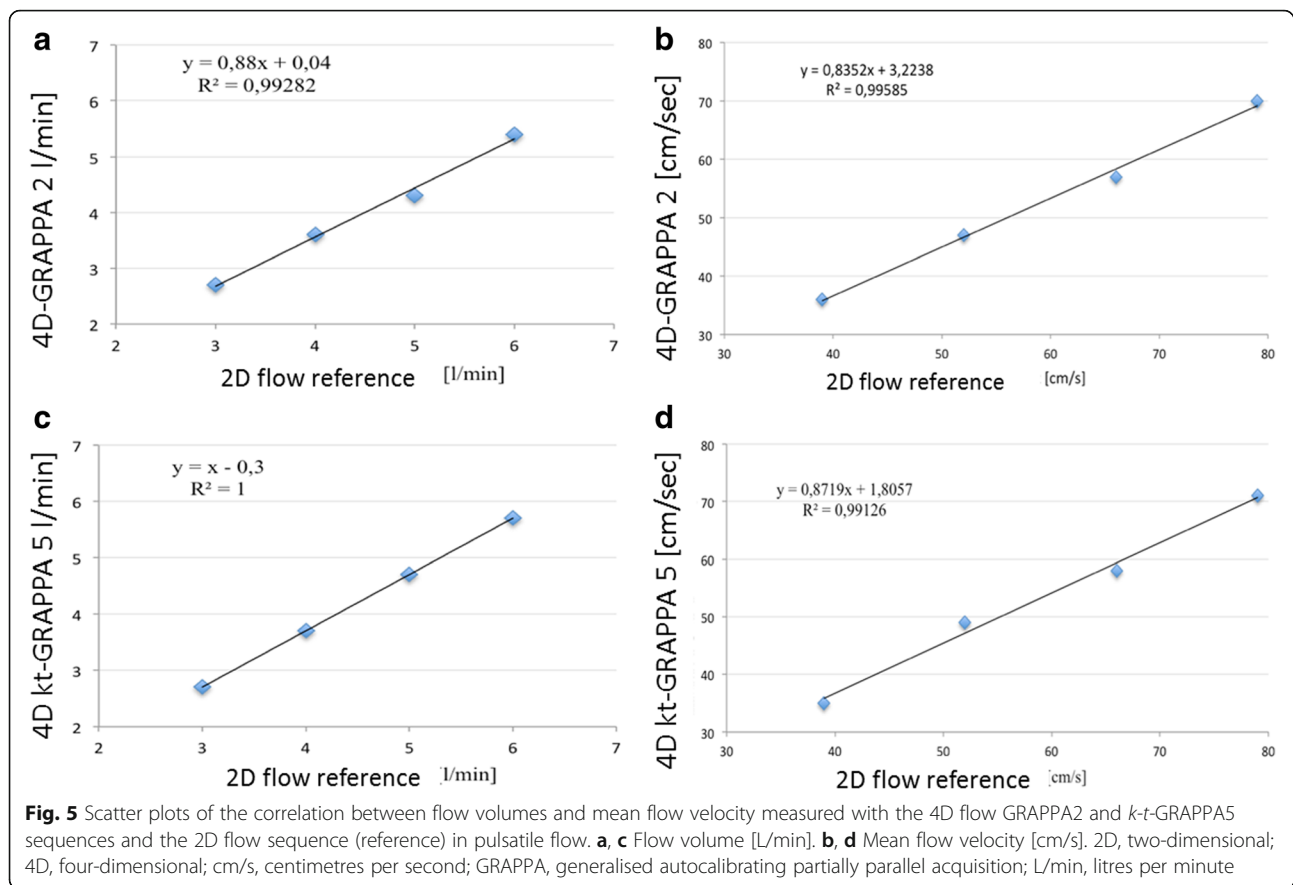 a
y = 0,88x + 0,04
R² = 0,99282
4D-GRAPPA 2 l/min]
7
6
5
4
3
2
2 3 4 5 6 7
2D flow reference [l/min]
b
y = 0,8352x + 3,2238
R² = 0,99585
4D-GRAPPA 2 [cm/sec]
80
70
60
50
40
30
30 40 50 60 70 80
2D flow reference [cm/s]
c
y = x - 0,3
R² = 1
4D kt-GRAPPA 5 l/min]
7
6
5
4
3
2
2 3 4 5 6 7
2D flow reference l/min]
d
y = 0,8719x + 1,8057
R² = 0,99126
4D kt-GRAPPA 5 [cm/sec]
80
70
60
50
40
30
30 40 50 60 70 80
2D flow reference [cm/s]
Fig. 5 Scatter plots of the correlation between flow volumes and mean flow velocity measured with the 4D flow GRAPPA2 and k-t-GRAPPA5
sequences and the 2D flow sequence (reference) in pulsatile flow. a, c Flow volume [L/min]. b, d Mean flow velocity [cm/s]. 2D, two-dimensional;
4D, four-dimensional; cm/s, centimetres per second; GRAPPA, generalised autocalibrating partially parallel acquisition; L/min, litres per minute